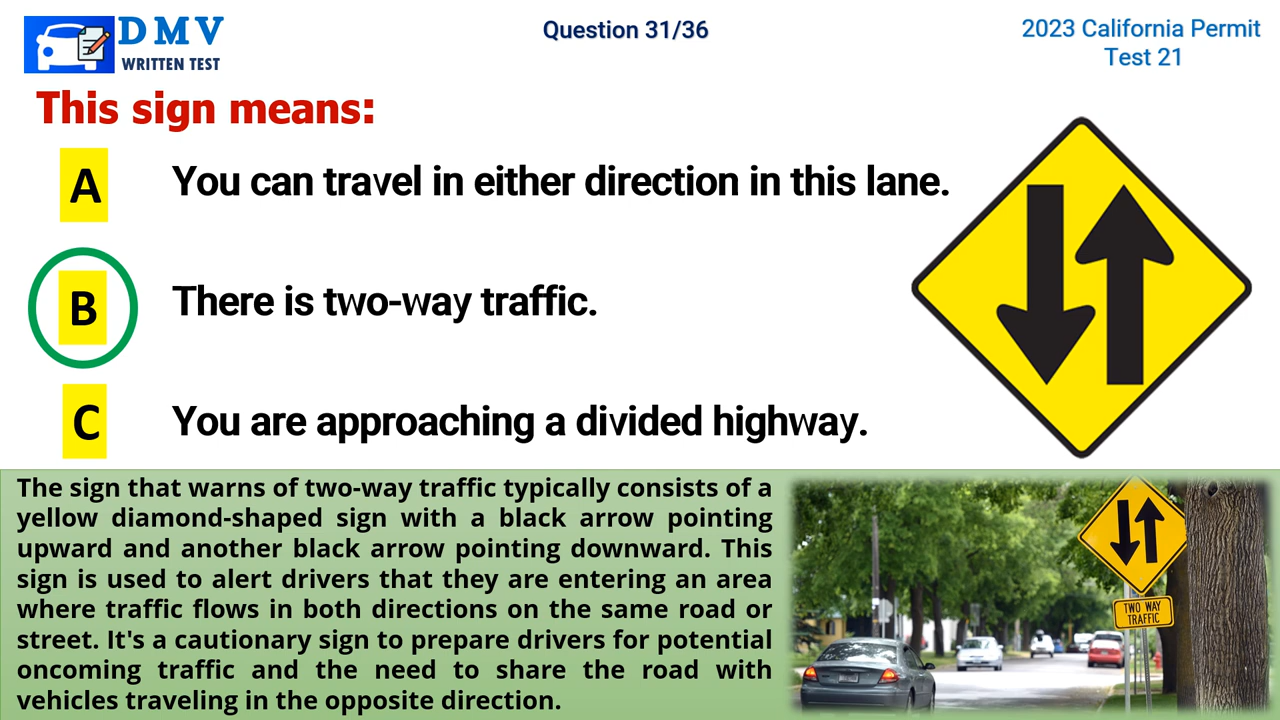 DMV
WRITTEN TEST
Question 31/36
2023 California Permit
Test 21
This sign means:
A
You can travel in either direction in this lane.
B
There is two-way traffic.
C
You are approaching a divided highway.
The sign that warns of two-way traffic typically consists of a
yellow diamond-shaped sign with a black arrow pointing
upward and another black arrow pointing downward. This
sign is used to alert drivers that they are entering an area
where traffic flows in both directions on the same road or
street. It's a cautionary sign to prepare drivers for potential
oncoming traffic and the need to share the road with
vehicles traveling in the opposite direction.
TWO WAY
TRAFFIC